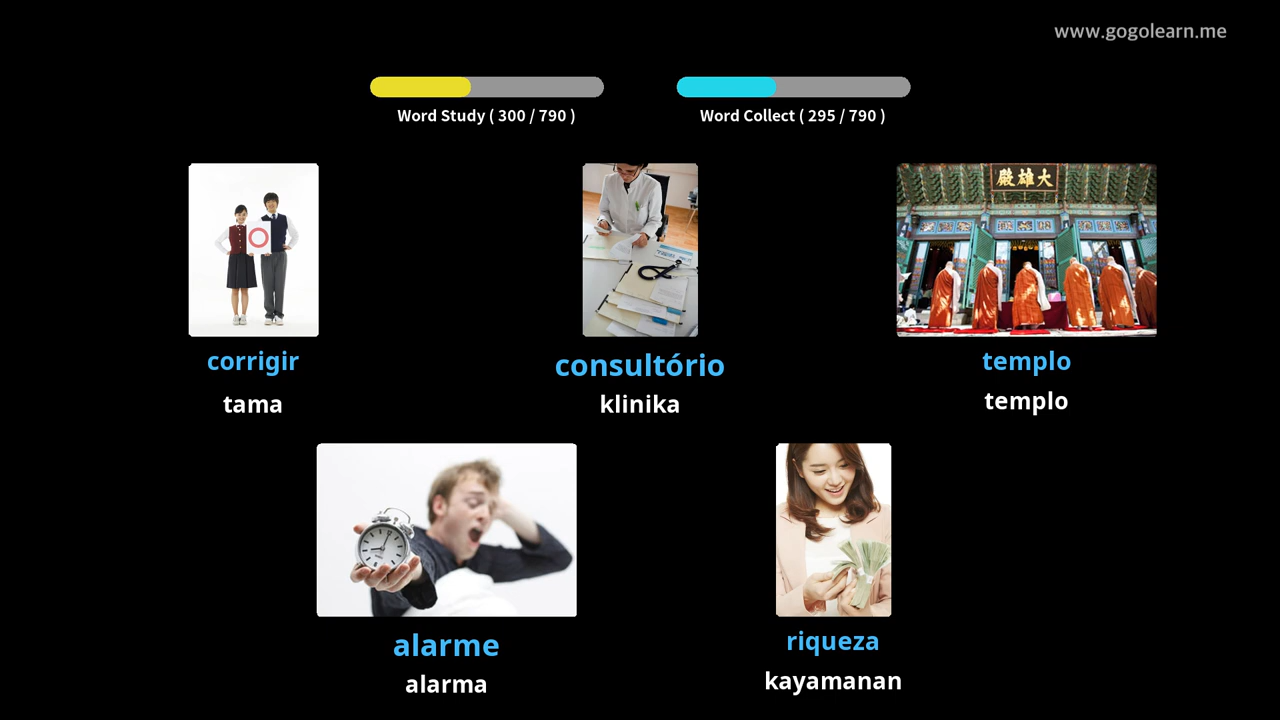 www.gogolearn.me
Word Study ( 300 / 790 )
Word Collect ( 295 / 790 )
殿雄大
corrigir
consultório
templo
tama
klinika
templo
alarme
riqueza
alarma
kayamanan